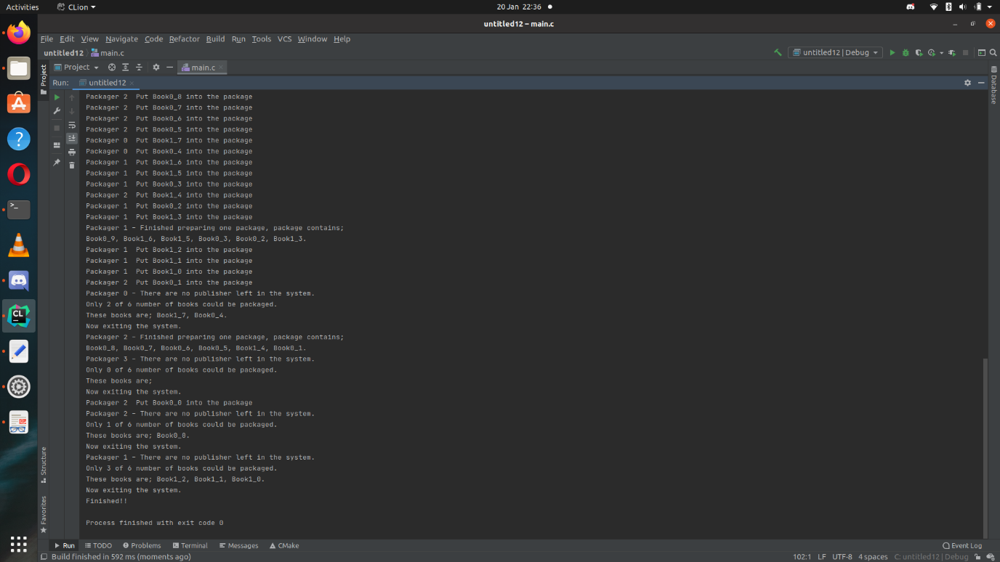 Activities CLion 20 Jan 22:36
untitled12 – main.c
File Edit View Navigate Code Refactor Build Run Tools VCS Window Help
untitled12 main.c untitled12 | Debug
Project main.c
Run: untitled12
Packager 2  Put Book0_8 into the package
Packager 2  Put Book0_7 into the package
Packager 2  Put Book0_6 into the package
Packager 2  Put Book0_5 into the package
Packager 0  Put Book1_7 into the package
Packager 0  Put Book0_4 into the package
Packager 1  Put Book1_6 into the package
Packager 1  Put Book1_5 into the package
Packager 1  Put Book0_3 into the package
Packager 2  Put Book1_4 into the package
Packager 1  Put Book0_2 into the package
Packager 1  Put Book1_3 into the package
Packager 1 – Finished preparing one package, package contains;
Book0_9, Book1_6, Book1_5, Book0_3, Book0_2, Book1_3.
Packager 1  Put Book1_2 into the package
Packager 1  Put Book1_1 into the package
Packager 1  Put Book1_0 into the package
Packager 2  Put Book0_1 into the package
Packager 0 – There are no publisher left in the system.
Only 2 of 6 number of books could be packaged.
These books are; Book1_7, Book0_4.
Now exiting the system.
Packager 2 – Finished preparing one package, package contains;
Book0_8, Book0_7, Book0_6, Book0_5, Book1_4, Book0_1.
Packager 3 – There are no publisher left in the system.
Only 0 of 6 number of books could be packaged.
These books are;
Now exiting the system.
Packager 2  Put Book0_0 into the package
Packager 2 – There are no publisher left in the system.
Only 1 of 6 number of books could be packaged.
These books are; Book0_0.
Now exiting the system.
Packager 1 – There are no publisher left in the system.
Only 3 of 6 number of books could be packaged.
These books are; Book1_2, Book1_1, Book1_0.
Now exiting the system.
Finished!!
Process finished with exit code 0
Project
Structure
Favorites
Database
Run TODO Problems Terminal Messages CMake Event Log
Build finished in 592 ms (moments ago) 102:1 LF UTF-8 4 spaces C: untitled12 | Debug